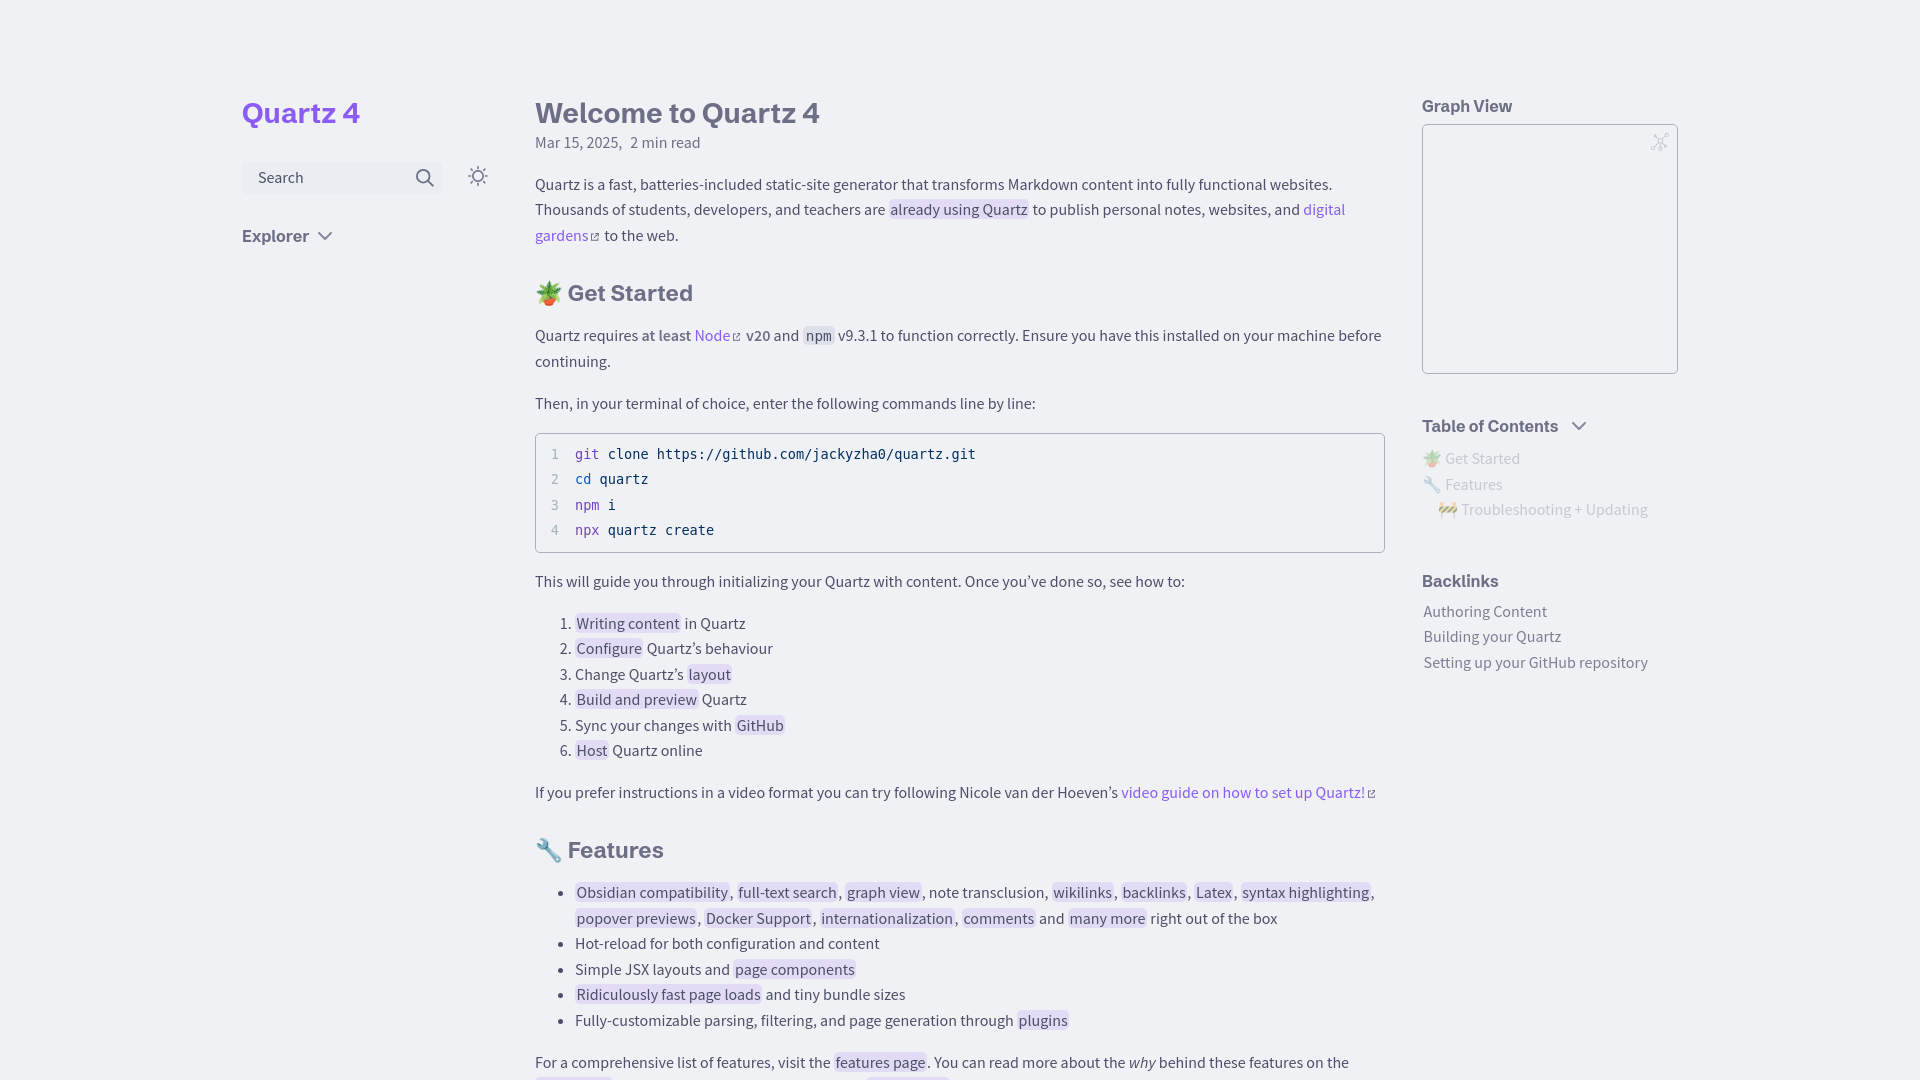 Quartz 4
Search
Explorer
Welcome to Quartz 4
Mar 15, 2025, 2 min read
Quartz is a fast, batteries-included static-site generator that transforms Markdown content into fully functional websites.
Thousands of students, developers, and teachers are already using Quartz to publish personal notes, websites, and digital
gardens to the web.
🪴 Get Started
Quartz requires at least Node v20 and npm v9.3.1 to function correctly. Ensure you have this installed on your machine before
continuing.
Then, in your terminal of choice, enter the following commands line by line:
1 git clone https://github.com/jackyzha0/quartz.git
2 cd quartz
3 npm i
4 npx quartz create
This will guide you through initializing your Quartz with content. Once you’ve done so, see how to:
1. Writing content in Quartz
2. Configure Quartz’s behaviour
3. Change Quartz’s layout
4. Build and preview Quartz
5. Sync your changes with GitHub
6. Host Quartz online
If you prefer instructions in a video format you can try following Nicole van der Hoeven’s video guide on how to set up Quartz!
🔧 Features
• Obsidian compatibility, full-text search, graph view, note transclusion, wikilinks, backlinks, Latex, syntax highlighting,
popover previews, Docker Support, internationalization, comments and many more right out of the box
• Hot-reload for both configuration and content
• Simple JSX layouts and page components
• Ridiculously fast page loads and tiny bundle sizes
• Fully-customizable parsing, filtering, and page generation through plugins
For a comprehensive list of features, visit the features page. You can read more about the why behind these features on the
Graph View
Table of Contents
🪴 Get Started
🔧 Features
🚧 Troubleshooting + Updating
Backlinks
Authoring Content
Building your Quartz
Setting up your GitHub repository